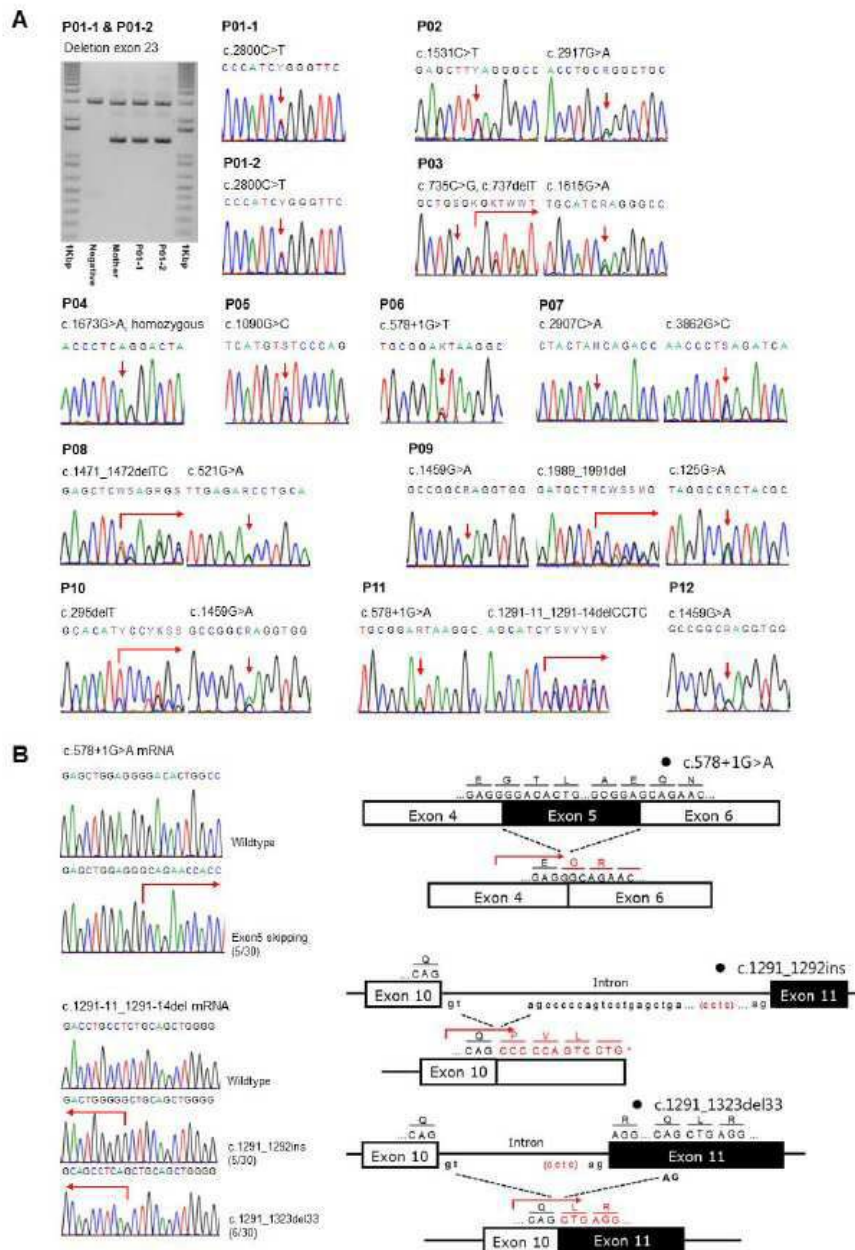 A
P01-1 & P01-2
Deletion exon 23
1Kbp
Negative
Mother
P01-1
P01-2
1Kbp
P01-1
c.2800C>T
CCCATCYGGGTTC
P01-2
c.2800C>T
CCCATCYGGGTTC
P02
c.1531C>T
GAGCTTYAGGGCC
c.2917G>A
ACCTGCRGGCTGC
P03
c.735C>G, c.737delT
GCTGSGKGKTWWT
c.1615G>A
TGCATCRAGGGCC
P04
c.1673G>A, homozygous
ACCCTCAGGACTA
P05
c.1090G>C
TCATGTSTCCCAG
P06
c.578+1G>T
TGCGGAKTAAGGC
P07
c.2907C>A
CTACTAMCAGACC
c.3862G>C
AACCCTSAGATCA
P08
c.1471_1472delTC
GAGCTCWSAGRGS
c.521G>A
TTGAGARCCTGCA
P09
c.1459G>A
GCCGGCRAGGTGG
c.1989_1991del
GATGCTRCWSSMG
c.125G>A
TAGGCCRCTACGC
P10
c.295delT
GCACATYCCYKSS
c.1459G>A
GCCGGCRAGGTGG
P11
c.578+1G>A
TGCGGARTAAGGC
c.1291-11_1291-14delCCTC
AGCATCYSYYYSY
P12
c.1459G>A
GCCGGCRAGGTGG
B
c.578+1G>A mRNA
GAGCTGGAGGGGACACTGGCC
Wildtype
GAGCTGGAGGGCAGAACCACC
Exon5 skipping
(5/30)
c.1291-11_1291-14del mRNA
GACCTGCCTCTGCAGCTGGGG
Wildtype
GACTGGGGGCTGCAGCTGGGG
c.1291_1292ins
(5/30)
GCAGCCTCAGCTGCAGCTGGGG
c.1291_1323del33
(6/30)
● c.578+1G>A
E G T L A E Q N
...GAGGGGACACTG...GCGGAGCAGAAC...
Exon 4 Exon 5 Exon 6
E G R
...GAGGGCAGAAC...
Exon 4 Exon 6
● c.1291_1292ins
Q
...CAG
Intron
Exon 10 Exon 11
gt agcccccagtcctgagctga... (cctc) ...ag
Q P V L
...CAG CCC CCA GTC CTG*
Exon 10
● c.1291_1323del33
Q
...CAG
R Q L R
AGG...CAGCTGAGG...
Intron
Exon 10 Exon 11
gt (cctc) ag
AG
Q L R
...CAG CTG AGG...
Exon 10 Exon 11